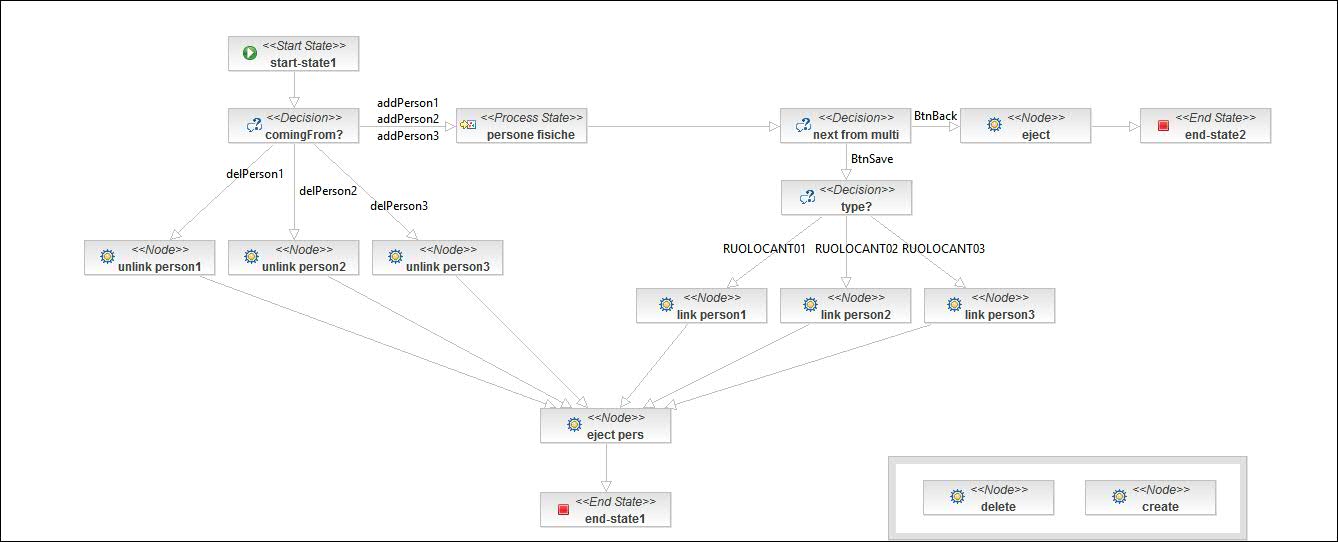 <<Start State>>
start-state1
<<Decision>>
comingFrom?
addPerson1
addPerson2
addPerson3
<<Process State>>
persone fisiche
<<Decision>>
next from multi
BtnBack
<<Node>>
eject
<<End State>>
end-state2
BtnSave
<<Decision>>
type?
delPerson1
delPerson2
delPerson3
<<Node>>
unlink person1
<<Node>>
unlink person2
<<Node>>
unlink person3
RUOLOCANT01
RUOLOCANT02
RUOLOCANT03
<<Node>>
link person1
<<Node>>
link person2
<<Node>>
link person3
<<Node>>
eject pers
<<End State>>
end-state1
<<Node>>
delete
<<Node>>
create